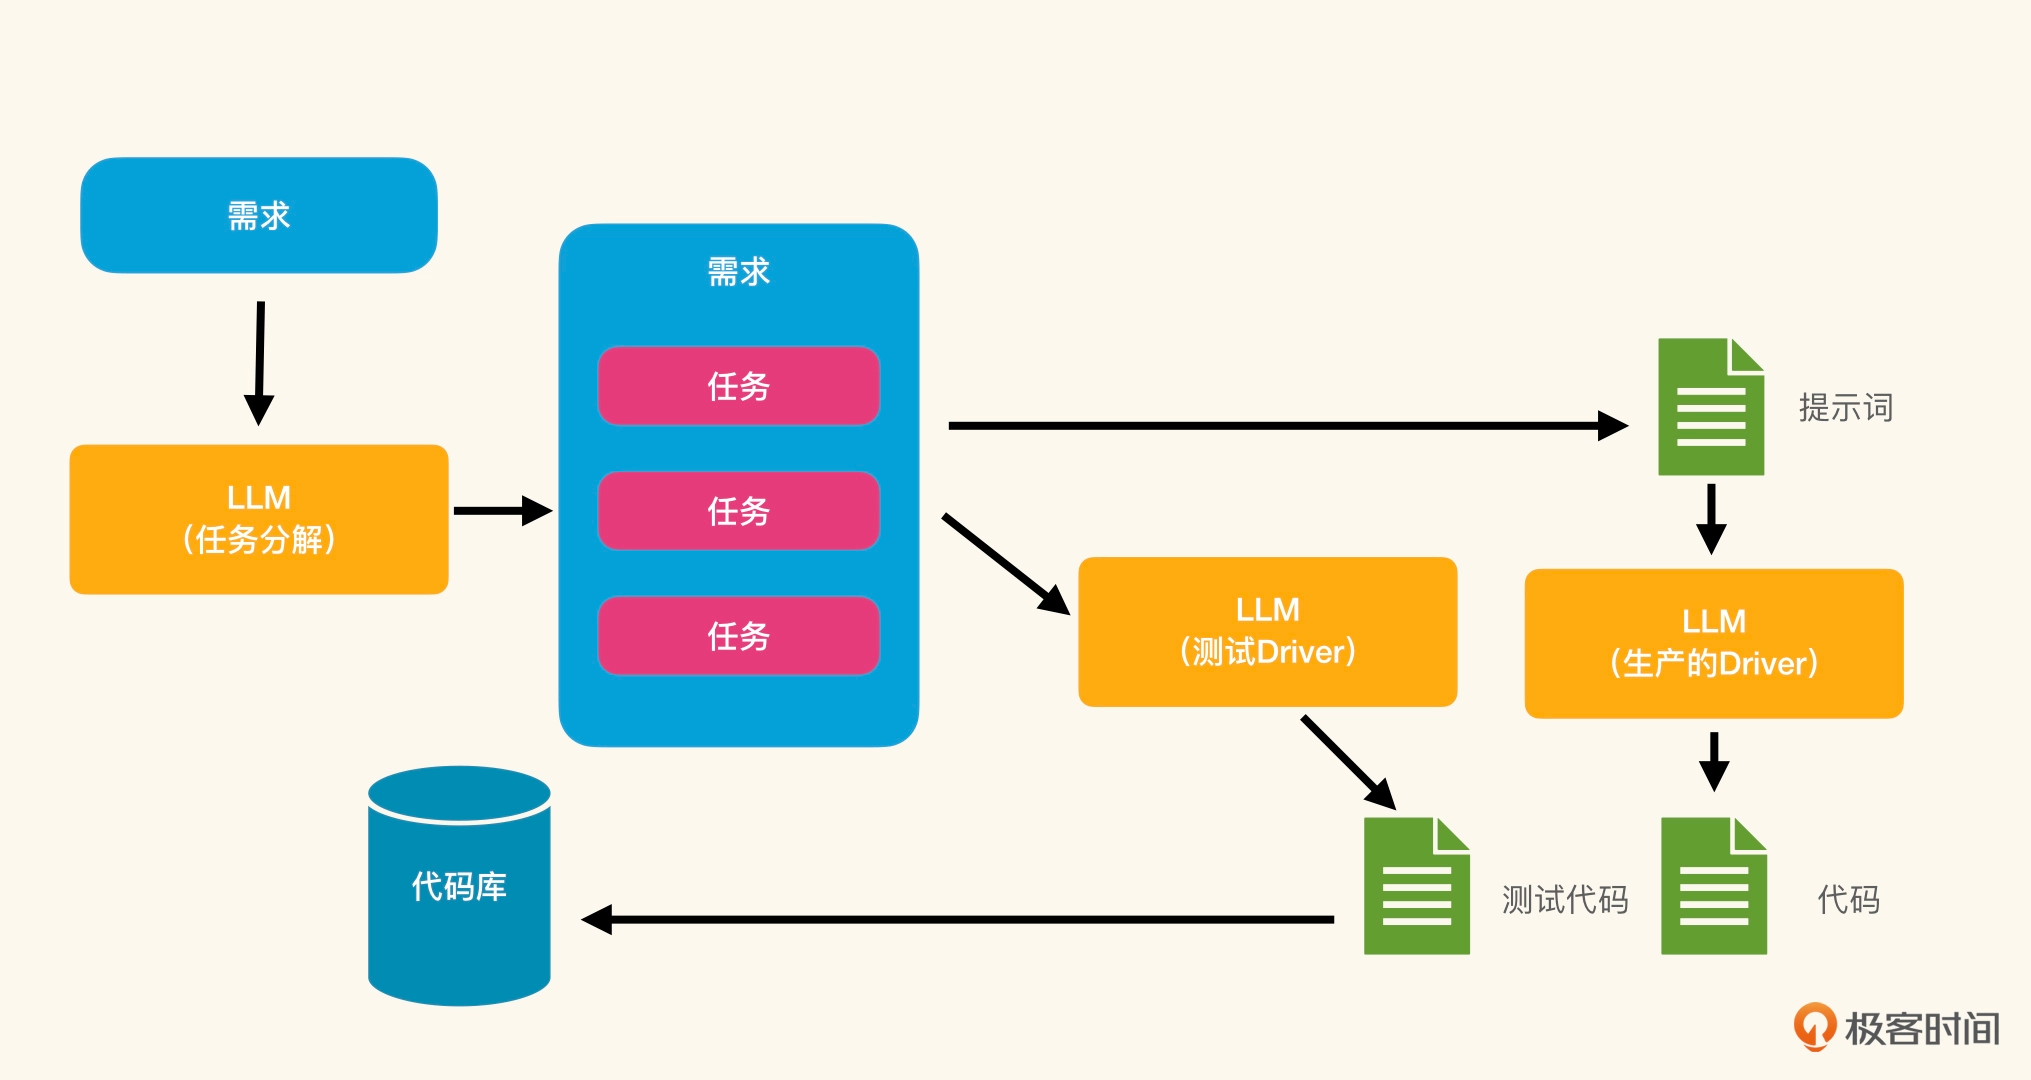 需求
LLM
（任务分解）
需求
任务
任务
任务
提示词
LLM
（测试Driver）
LLM
（生产的Driver）
代码库
测试代码
代码
极客时间